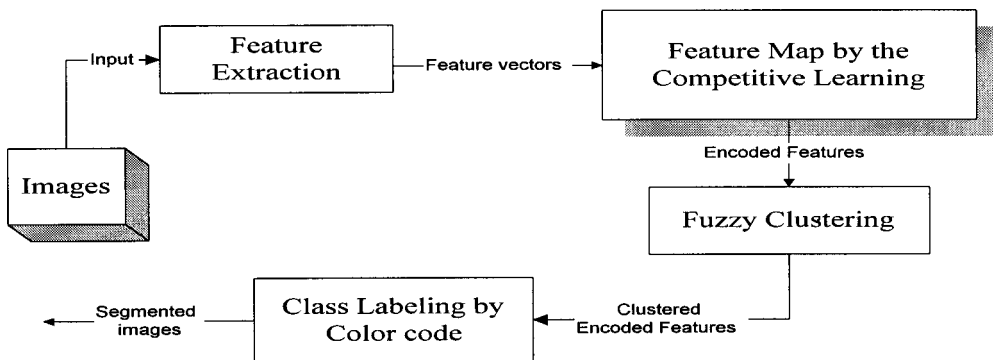 Input
Feature
Extraction
Feature vectors
Feature Map by the
Competitive Learning
Images
Encoded Features
Fuzzy Clustering
Clustered
Encoded Features
Class Labeling by
Color code
Segmented
images